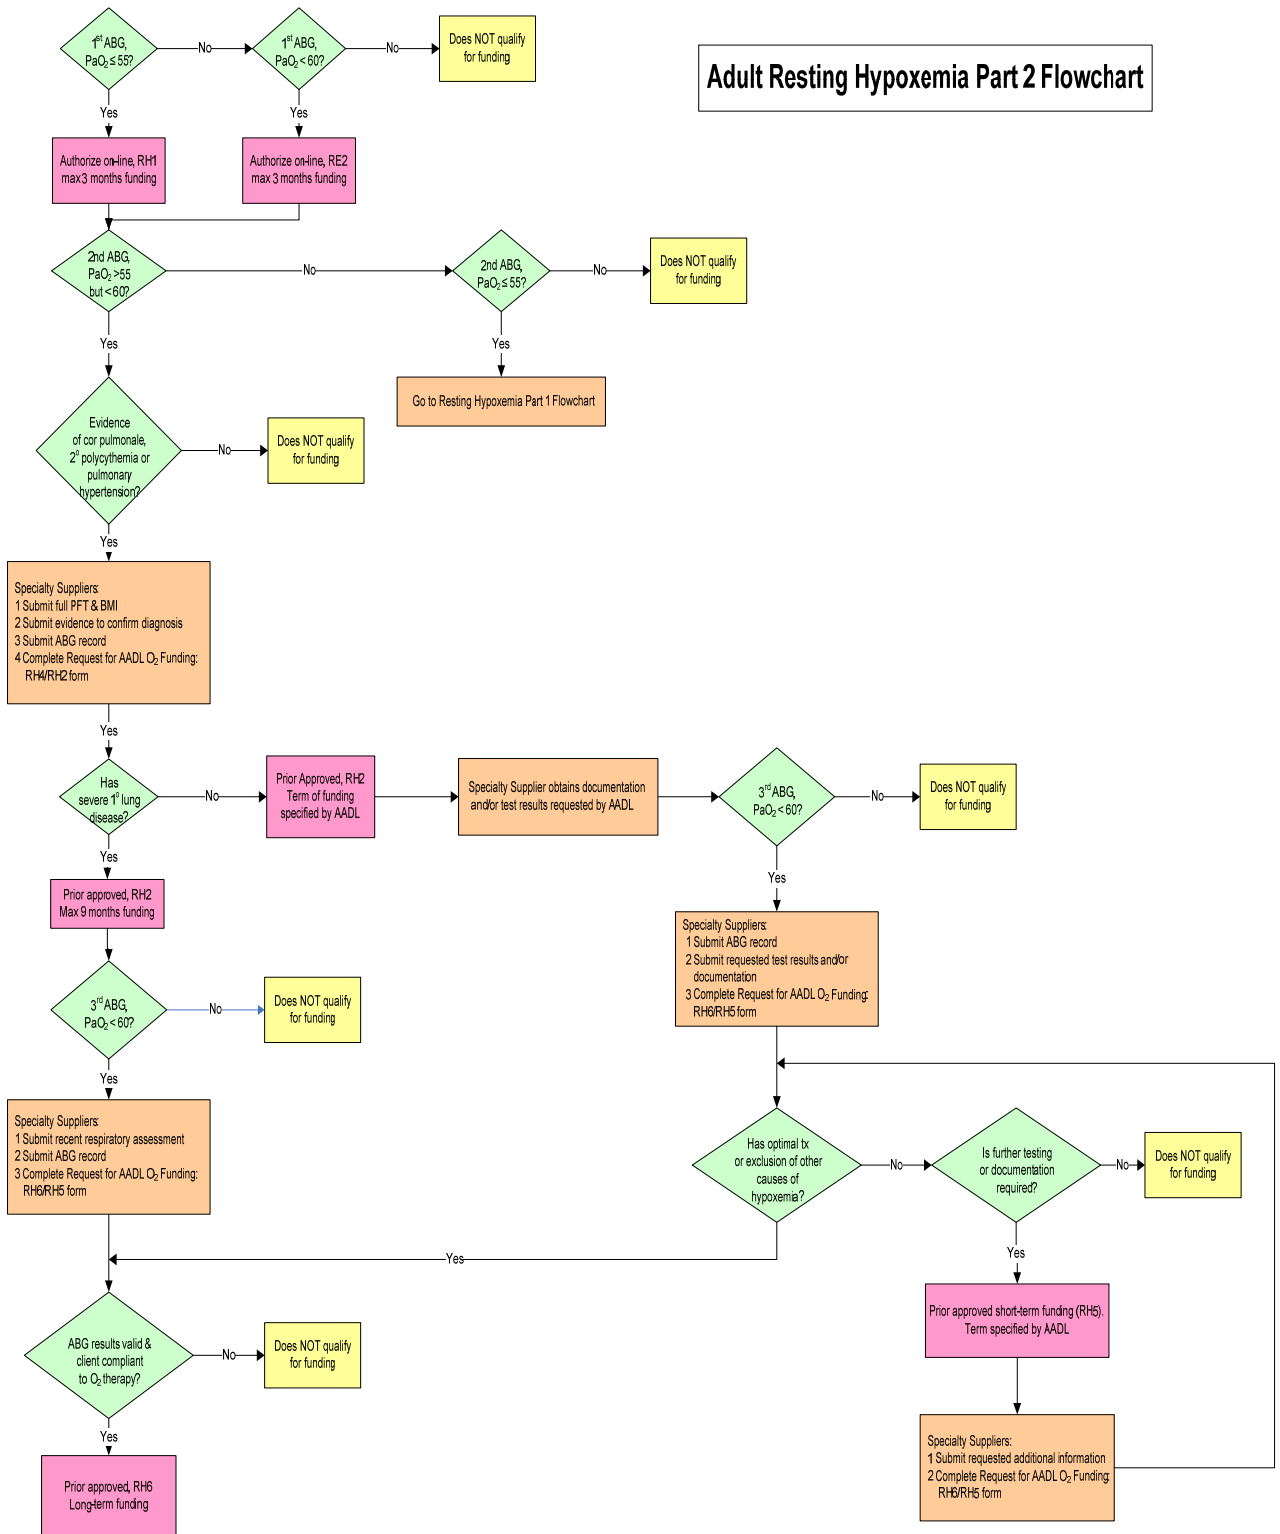 1st ABG,
PaO2 ≤ 55?
No
1st ABG,
PaO2 < 60?
No
Does NOT qualify
for funding
Adult Resting Hypoxemia Part 2 Flowchart
Yes
Yes
Authorize on-line, RH1
max 3 months funding
Authorize on-line, RE2
max 3 months funding
2nd ABG,
PaO2 >55
but < 60?
No
2nd ABG,
PaO2 ≤ 55?
No
Does NOT qualify
for funding
Yes
Yes
Go to Resting Hypoxemia Part 1 Flowchart
Evidence
of cor pulmonale,
2° polycythemia or
pulmonary
hypertension?
No
Does NOT qualify
for funding
Yes
Specialty Suppliers:
1 Submit full PFT & BMI
2 Submit evidence to confirm diagnosis
3 Submit ABG record
4 Complete Request for AADL O2 Funding:
RH4/RH2 form
Yes
Has
severe 1° lung
disease?
No
Prior Approved, RH2
Term of funding
specified by AADL
Specialty Supplier obtains documentation
and/or test results requested by AADL
3rd ABG,
PaO2 < 60?
No
Does NOT qualify
for funding
Yes
Yes
Prior approved, RH2
Max 9 months funding
Specialty Suppliers:
1 Submit ABG record
2 Submit requested test results and/or
documentation
3 Complete Request for AADL O2 Funding:
RH6/RH5 form
3rd ABG,
PaO2 < 60?
No
Does NOT qualify
for funding
Yes
Specialty Suppliers:
1 Submit recent respiratory assessment
2 Submit ABG record
3 Complete Request for AADL O2 Funding:
RH6/RH5 form
Has optimal tx
or exclusion of other
causes of
hypoxemia?
No
Is further testing
or documentation
required?
No
Does NOT qualify
for funding
Yes
Yes
Prior approved short-term funding (RH5).
Term specified by AADL
ABG results valid &
client compliant
to O2 therapy?
No
Does NOT qualify
for funding
Yes
Specialty Suppliers:
1 Submit requested additional information
2 Complete Request for AADL O2 Funding:
RH6/RH5 form
Prior approved, RH6
Long-term funding